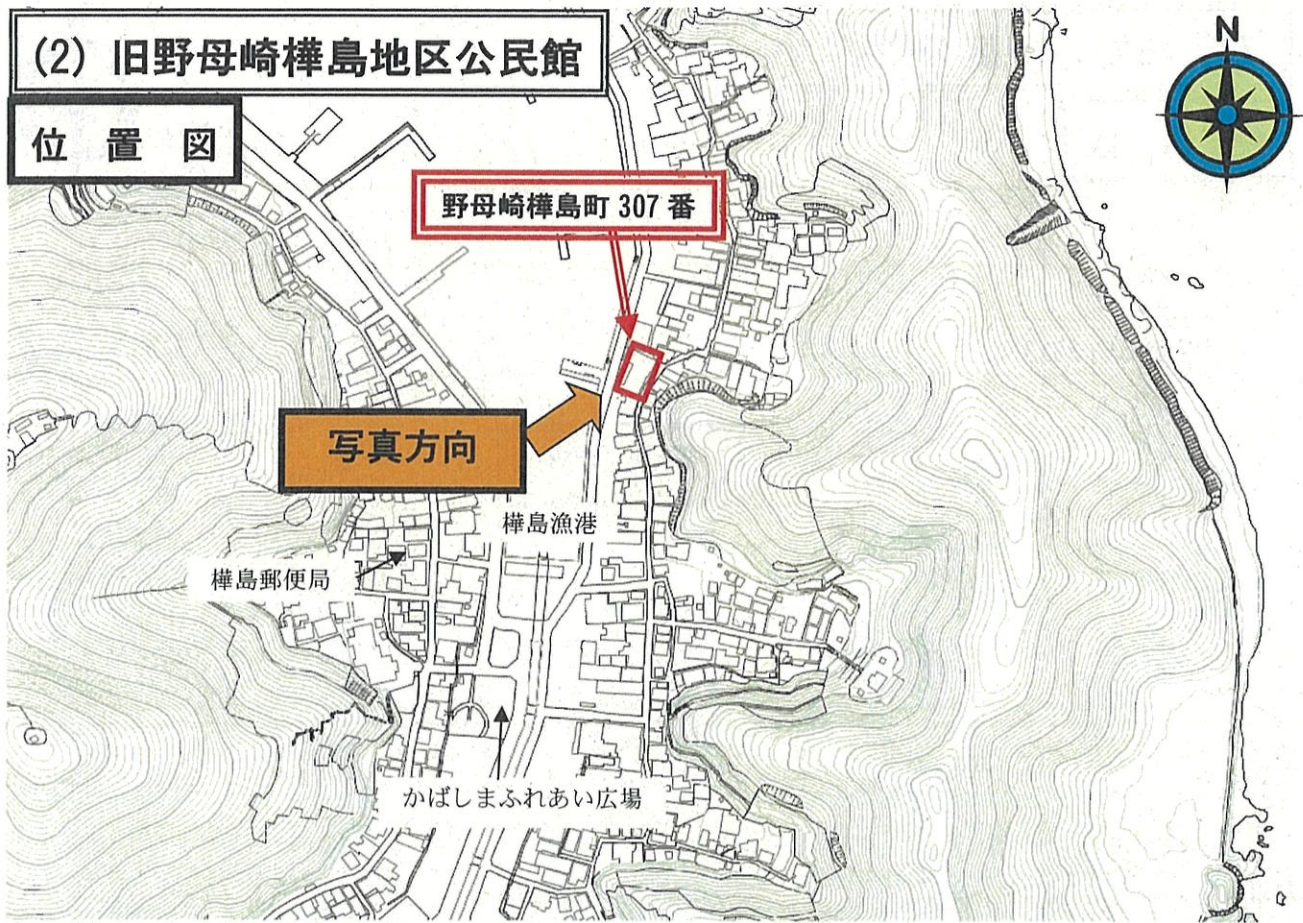 (2) 旧野母崎樺島地区公民館
位置図
N
野母崎樺島町 307 番
写真方向
樺島漁港
樺島郵便局
かばしまふれあい広場